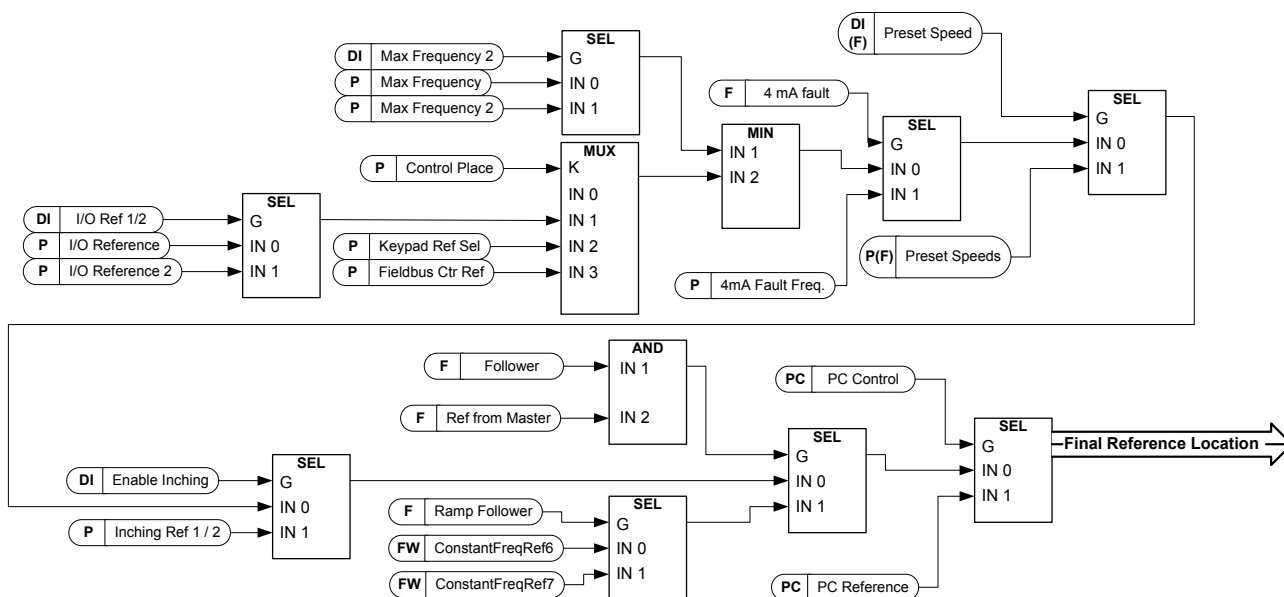 DI Max Frequency 2
P Max Frequency
P Max Frequency 2
SEL
G
IN 0
IN 1
P Control Place
MUX
K
IN 0
IN 1
IN 2
IN 3
DI I/O Ref 1/2
P I/O Reference
P I/O Reference 2
SEL
G
IN 0
IN 1
P Keypad Ref Sel
P Fieldbus Ctr Ref
MIN
IN 1
IN 2
F 4 mA fault
P 4mA Fault Freq.
SEL
G
IN 0
IN 1
DI
(F) Preset Speed
P(F) Preset Speeds
SEL
G
IN 0
IN 1
DI Enable Inching
P Inching Ref 1 / 2
SEL
G
IN 0
IN 1
F Follower
F Ref from Master
AND
IN 1
IN 2
F Ramp Follower
FW ConstantFreqRef6
FW ConstantFreqRef7
SEL
G
IN 0
IN 1
SEL
G
IN 0
IN 1
PC PC Control
PC PC Reference
SEL
G
IN 0
IN 1
Final Reference Location